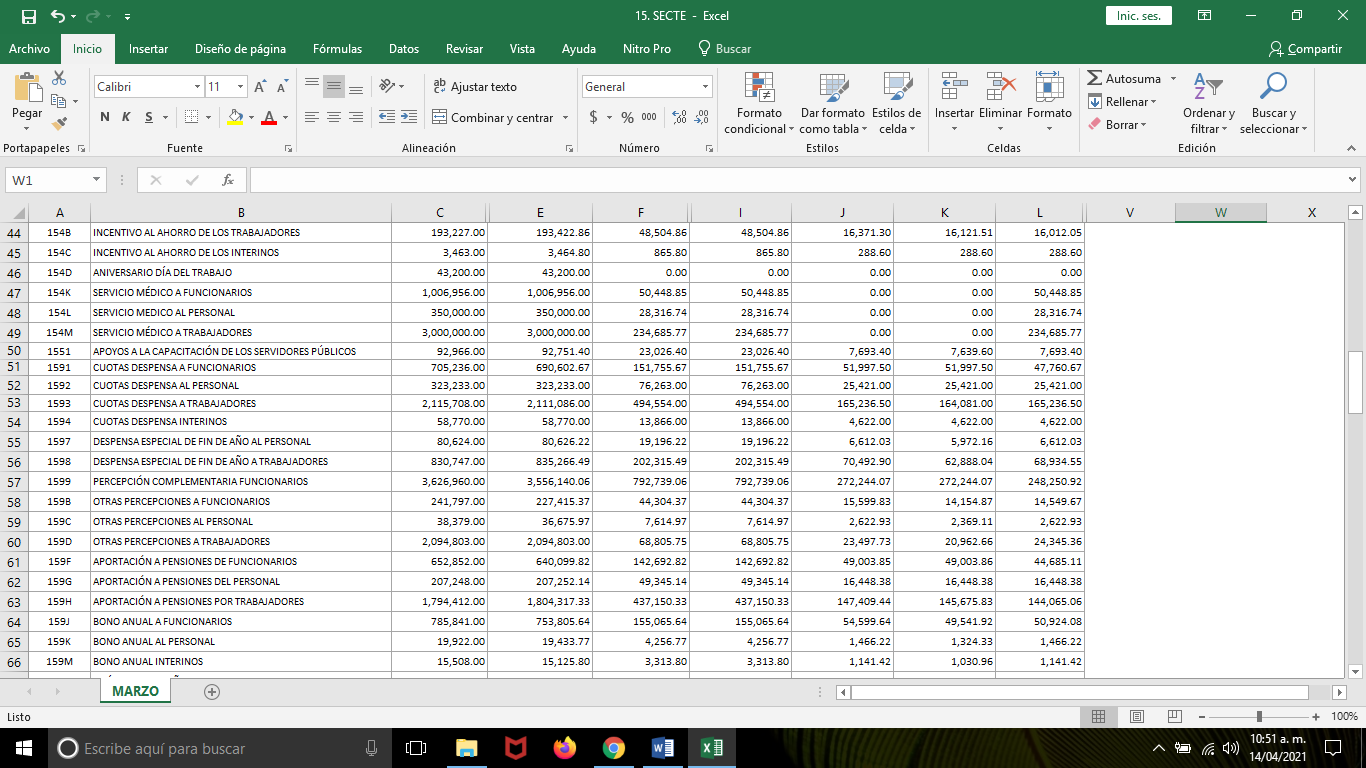 15. SECTE - Excel
Inic. ses.
Archivo Inicio Insertar Diseño de página Fórmulas Datos Revisar Vista Ayuda Nitro Pro Buscar Compartir
Pegar
Calibri 11 A A
N K S A
ab Ajustar texto
Combinar y centrar
General
$ % 000
Formato condicional
Dar formato como tabla
Estilos de celda
Insertar Eliminar Formato
Autosuma
Rellenar
Borrar
Ordenar y filtrar
Buscar y seleccionar
Portapapeles Fuente Alineación Número Estilos Celdas Edición
W1 fx
A B C E F I J K L V W X
44 154B INCENTIVO AL AHORRO DE LOS TRABAJADORES 193,227.00 193,422.86 48,504.86 48,504.86 16,371.30 16,121.51 16,012.05
45 154C INCENTIVO AL AHORRO DE LOS INTERINOS 3,463.00 3,464.80 865.80 865.80 288.60 288.60 288.60
46 154D ANIVERSARIO DÍA DEL TRABAJO 43,200.00 43,200.00 0.00 0.00 0.00 0.00 0.00
47 154K SERVICIO MÉDICO A FUNCIONARIOS 1,006,956.00 1,006,956.00 50,448.85 50,448.85 0.00 0.00 50,448.85
48 154L SERVICIO MEDICO AL PERSONAL 350,000.00 350,000.00 28,316.74 28,316.74 0.00 0.00 28,316.74
49 154M SERVICIO MÉDICO A TRABAJADORES 3,000,000.00 3,000,000.00 234,685.77 234,685.77 0.00 0.00 234,685.77
50 1551 APOYOS A LA CAPACITACIÓN DE LOS SERVIDORES PÚBLICOS 92,966.00 92,751.40 23,026.40 23,026.40 7,693.40 7,639.60 7,693.40
51 1591 CUOTAS DESPENSA A FUNCIONARIOS 705,236.00 690,602.67 151,755.67 151,755.67 51,997.50 51,997.50 47,760.67
52 1592 CUOTAS DESPENSA AL PERSONAL 323,233.00 323,233.00 76,263.00 76,263.00 25,421.00 25,421.00 25,421.00
53 1593 CUOTAS DESPENSA A TRABAJADORES 2,115,708.00 2,111,086.00 494,554.00 494,554.00 165,236.50 164,081.00 165,236.50
54 1594 CUOTAS DESPENSA INTERINOS 58,770.00 58,770.00 13,866.00 13,866.00 4,622.00 4,622.00 4,622.00
55 1597 DESPENSA ESPECIAL DE FIN DE AÑO AL PERSONAL 80,624.00 80,626.22 19,196.22 19,196.22 6,612.03 5,972.16 6,612.03
56 1598 DESPENSA ESPECIAL DE FIN DE AÑO A TRABAJADORES 830,747.00 835,266.49 202,315.49 202,315.49 70,492.90 62,888.04 68,934.55
57 1599 PERCEPCIÓN COMPLEMENTARIA FUNCIONARIOS 3,626,960.00 3,556,140.06 792,739.06 792,739.06 272,244.07 272,244.07 248,250.92
58 159B OTRAS PERCEPCIONES A FUNCIONARIOS 241,797.00 227,415.37 44,304.37 44,304.37 15,599.83 14,154.87 14,549.67
59 159C OTRAS PERCEPCIONES AL PERSONAL 38,379.00 36,675.97 7,614.97 7,614.97 2,622.93 2,369.11 2,622.93
60 159D OTRAS PERCEPCIONES A TRABAJADORES 2,094,803.00 2,094,803.00 68,805.75 68,805.75 23,497.73 20,962.66 24,345.36
61 159F APORTACIÓN A PENSIONES DE FUNCIONARIOS 652,852.00 640,099.82 142,692.82 142,692.82 49,003.85 49,003.86 44,685.11
62 159G APORTACIÓN A PENSIONES DEL PERSONAL 207,248.00 207,252.14 49,345.14 49,345.14 16,448.38 16,448.38 16,448.38
63 159H APORTACIÓN A PENSIONES POR TRABAJADORES 1,794,412.00 1,804,317.33 437,150.33 437,150.33 147,409.44 145,675.83 144,065.06
64 159J BONO ANUAL A FUNCIONARIOS 785,841.00 753,805.64 155,065.64 155,065.64 54,599.64 49,541.92 50,924.08
65 159K BONO ANUAL AL PERSONAL 19,922.00 19,433.77 4,256.77 4,256.77 1,466.22 1,324.33 1,466.22
66 159M BONO ANUAL INTERINOS 15,508.00 15,125.80 3,313.80 3,313.80 1,141.42 1,030.96 1,141.42
MARZO
Listo 100%
Escribe aquí para buscar
10:51 a. m.
14/04/2021